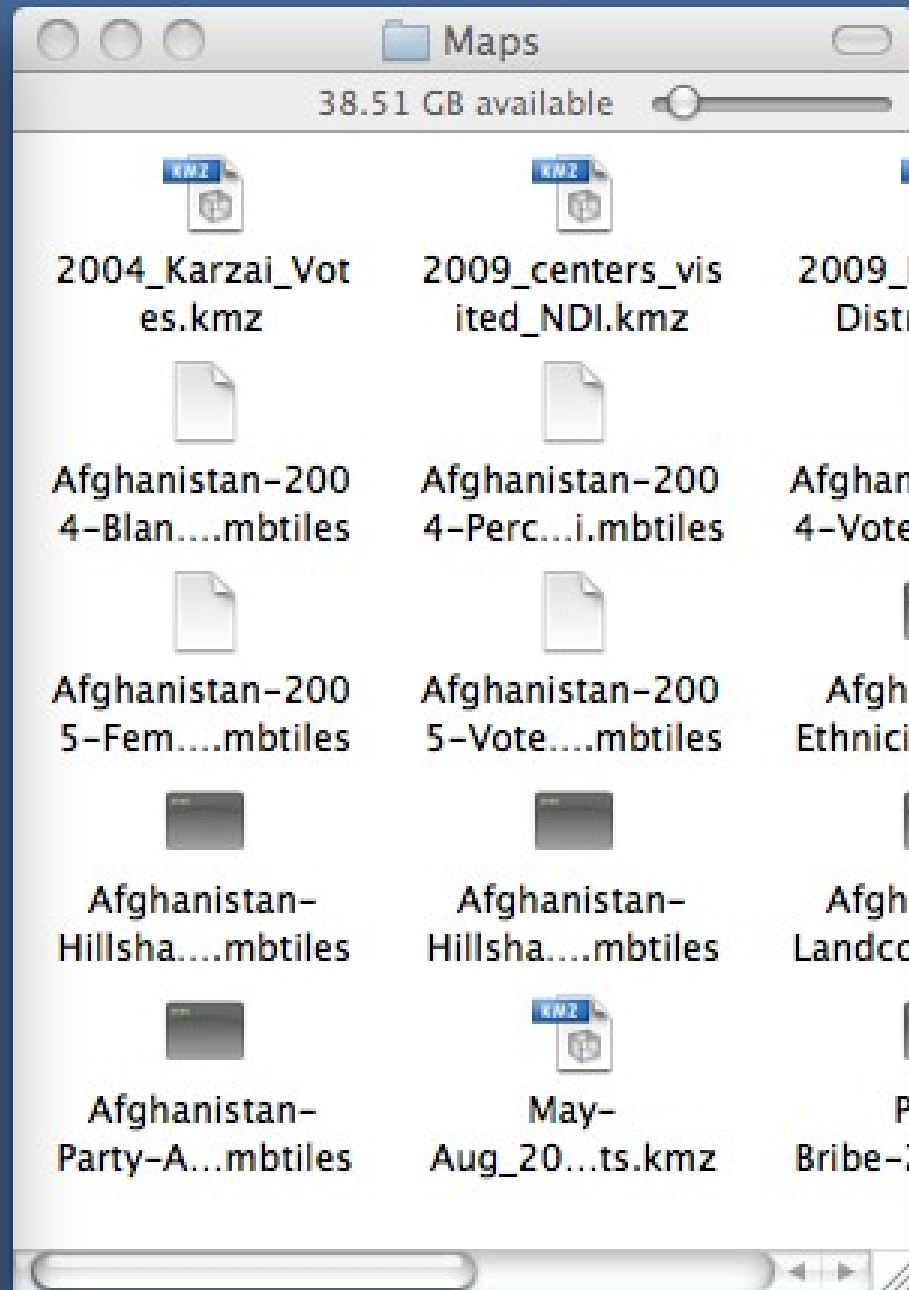 Maps
38.51 GB available
KMZ KMZ
2004_Karzai_Vot 2009_centers_vis 2009_
es.kmz ited_NDI.kmz Distr
Afghanistan-200 Afghanistan-200 Afghan
4-Blan....mbtiles 4-Perc...i.mbtiles 4-Vote
Afghanistan-200 Afghanistan-200 Afgh
5-Fem....mbtiles 5-Vote....mbtiles Ethnici
Afghanistan- Afghanistan- Afgh
Hillsha....mbtiles Hillsha....mbtiles Landco
KMZ
Afghanistan- May- P
Party-A...mbtiles Aug_20...ts.kmz Bribe-2